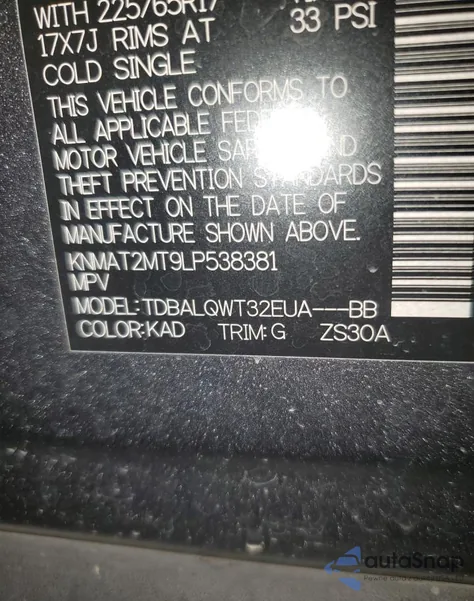 WITH 225/65R17
17X7J RIMS AT 33 PSI
COLD SINGLE
THIS VEHICLE CONFORMS TO
ALL APPLICABLE
MOTOR VEHICLE AND
THEFT PREVENTION STANDARDS
IN EFFECT ON THE DATE OF
MANUFACTURE SHOWN ABOVE.
KNMAT2MT9LP538381
MPV
MODEL:TDBALQWT32EUA---BB
COLOR:KAD TRIM:G ZS30A
autoSnap